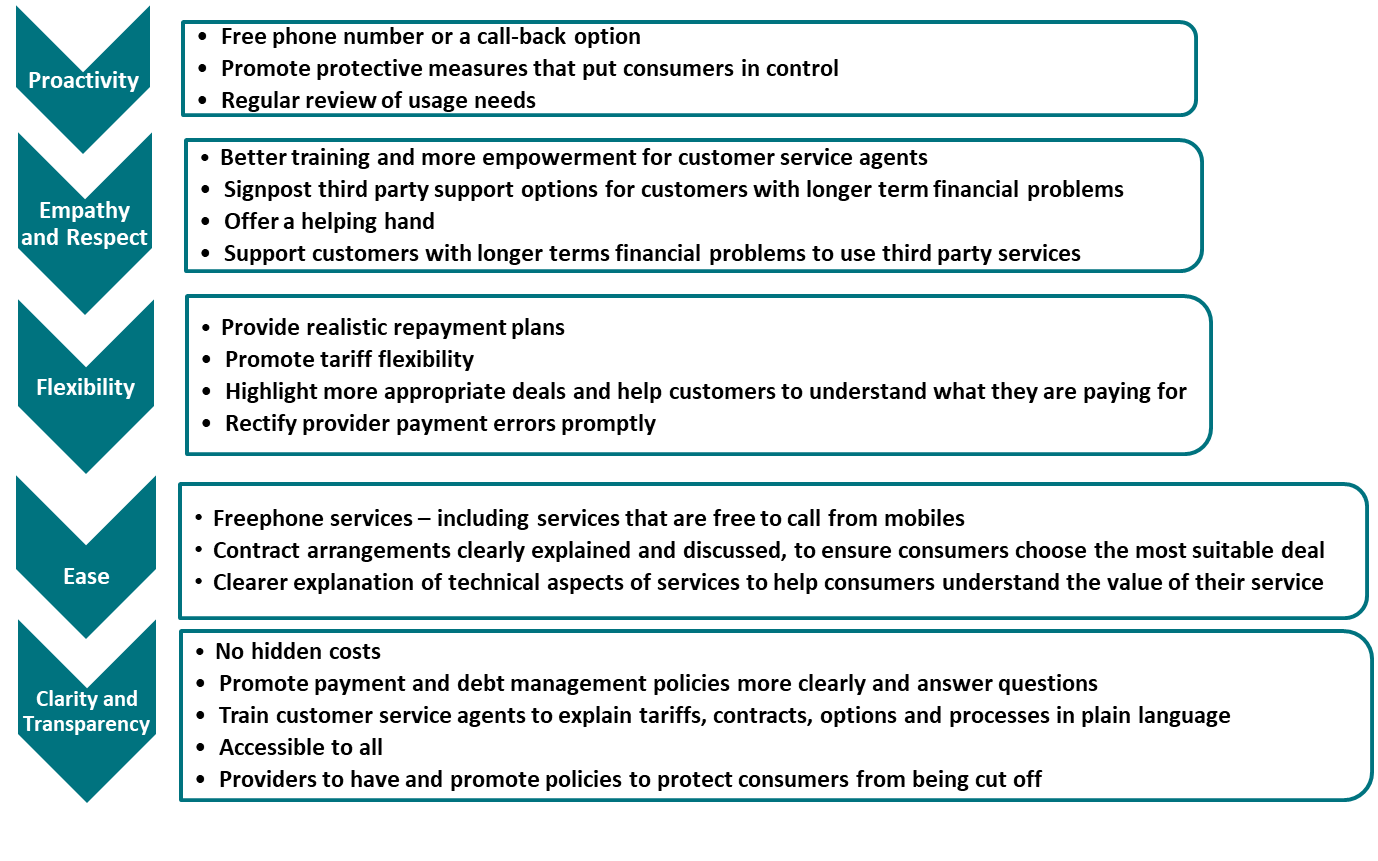 Proactivity
• Free phone number or a call-back option
• Promote protective measures that put consumers in control
• Regular review of usage needs
Empathy
and Respect
• Better training and more empowerment for customer service agents
• Signpost third party support options for customers with longer term financial problems
• Offer a helping hand
• Support customers with longer terms financial problems to use third party services
Flexibility
• Provide realistic repayment plans
• Promote tariff flexibility
• Highlight more appropriate deals and help customers to understand what they are paying for
• Rectify provider payment errors promptly
Ease
• Freephone services – including services that are free to call from mobiles
• Contract arrangements clearly explained and discussed, to ensure consumers choose the most suitable deal
• Clearer explanation of technical aspects of services to help consumers understand the value of their service
Clarity and
Transparency
• No hidden costs
• Promote payment and debt management policies more clearly and answer questions
• Train customer service agents to explain tariffs, contracts, options and processes in plain language
• Accessible to all
• Providers to have and promote policies to protect consumers from being cut off